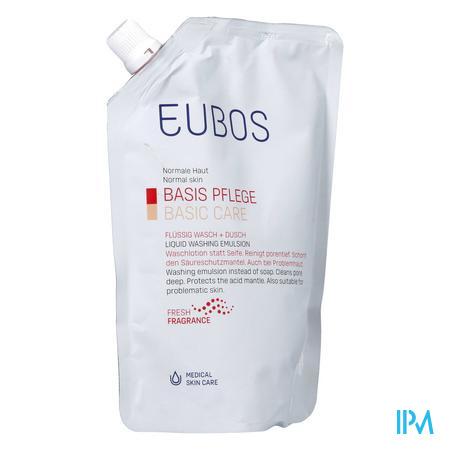 EUBOS
Normale Haut
Normal skin
BASIS PFLEGE
BASIC CARE
FLÜSSIG WASCH + DUSCH
LIQUID WASHING EMULSION
Waschlotion statt Seife. Reinigt porentief. Schont
den Säureschutzmantel. Auch bei Problemhaut.
Washing emulsion instead of soap. Cleans pore
deep. Protects the acid mantle. Also suitable for
problematic skin.
FRESH
FRAGRANCE
MEDICAL
SKIN CARE
IPM